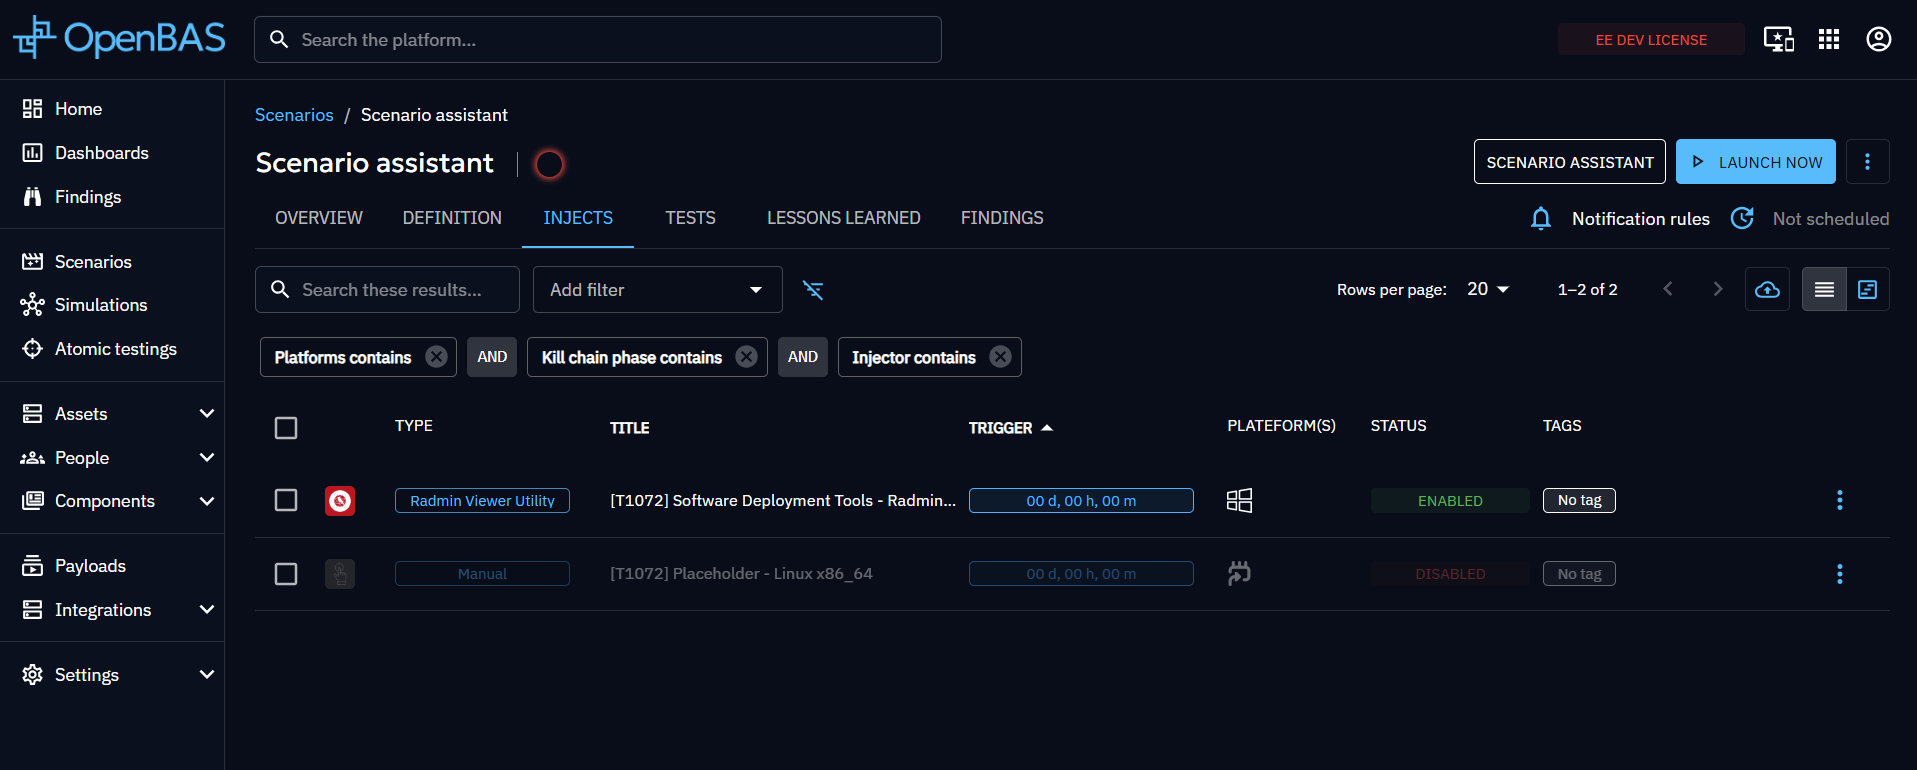 OpenBAS
Search the platform...
EE DEV LICENSE
Home
Dashboards
Findings
Scenarios
Simulations
Atomic testings
Assets
People
Components
Payloads
Integrations
Settings
Scenarios / Scenario assistant
Scenario assistant
SCENARIO ASSISTANT
LAUNCH NOW
OVERVIEW DEFINITION INJECTS TESTS LESSONS LEARNED FINDINGS
Notification rules Not scheduled
Search these results...
Add filter
Rows per page: 20 1–2 of 2
Platforms contains AND Kill chain phase contains AND Injector contains
TYPE TITLE TRIGGER PLATEFORM(S) STATUS TAGS
Radmin Viewer Utility [T1072] Software Deployment Tools - Radmin... 00 d, 00 h, 00 m ENABLED No tag
Manual [T1072] Placeholder - Linux x86_64 00 d, 00 h, 00 m DISABLED No tag